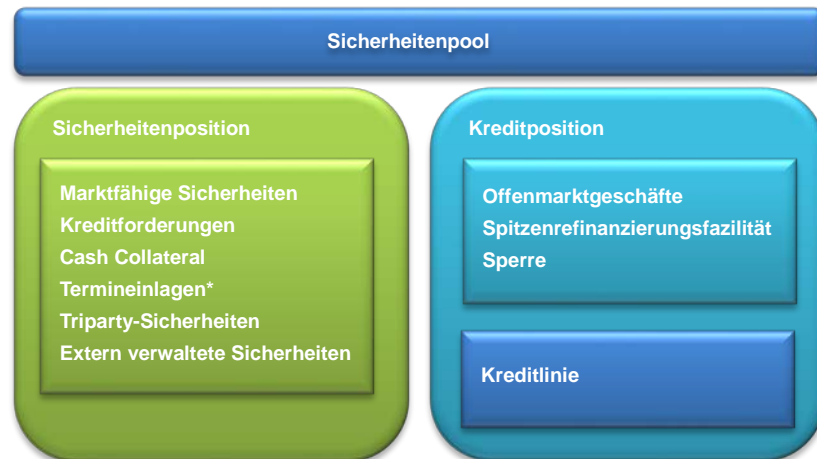 Sicherheitenpool
Sicherheitenposition
Marktfähige Sicherheiten
Kreditforderungen
Cash Collateral
Termineinlagen*
Triparty-Sicherheiten
Extern verwaltete Sicherheiten
Kreditposition
Offenmarktgeschäfte
Spitzenrefinanzierungsfazilität
Sperre
Kreditlinie